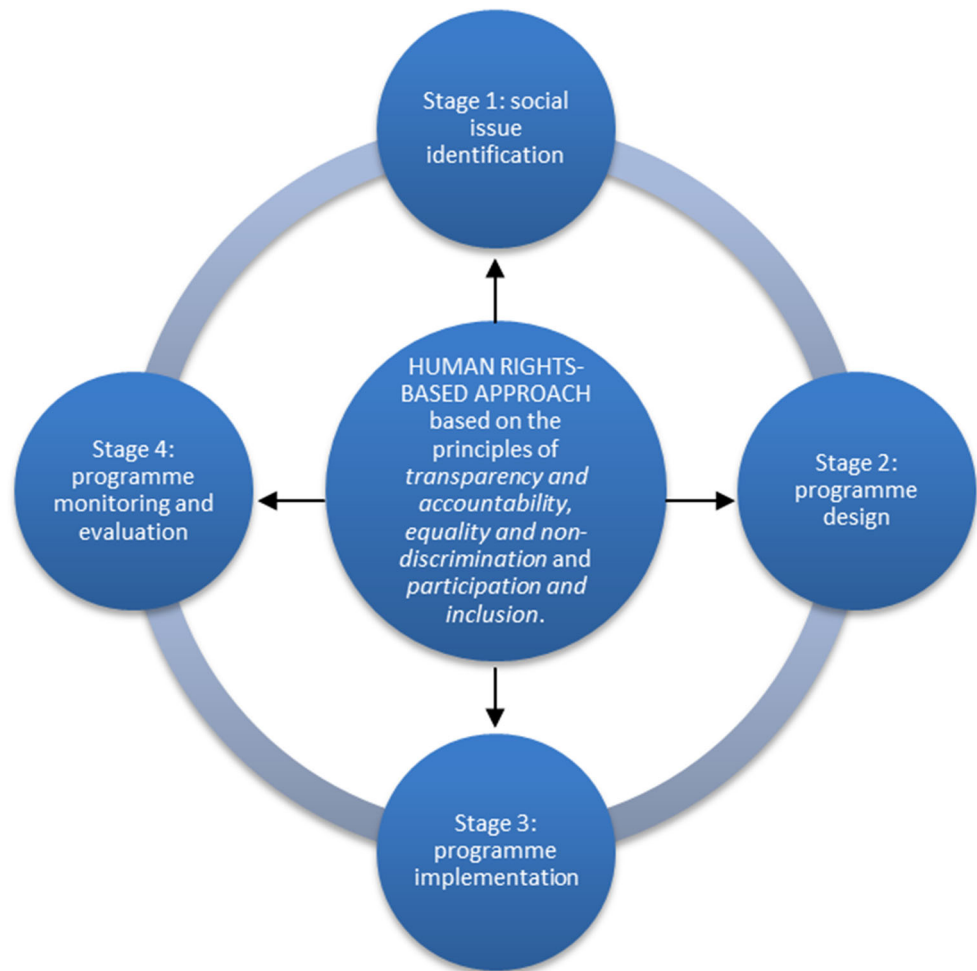 Stage 1: social
issue
identification
HUMAN RIGHTS-
BASED APPROACH
based on the
principles of
transparency and
accountability,
equality and non-
discrimination and
participation and
inclusion.
Stage 4:
programme
monitoring and
evaluation
Stage 2:
programme
design
Stage 3:
programme
implementation